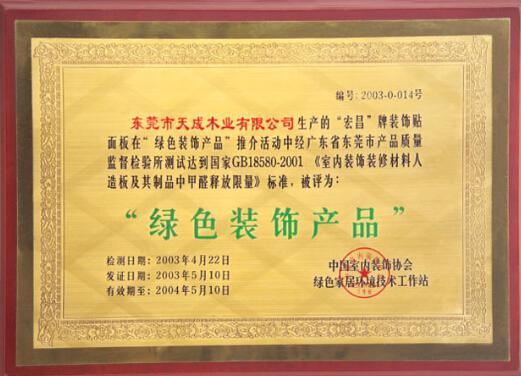 编号:2003-0-014号
东莞市天成木业有限公司生产的“宏昌”牌装饰贴
面板在“绿色装饰产品”推介活动中经广东省东莞市产品质量
监督检验所测试达到国家GB18580-2001《室内装饰装修材料人
造板及其制品中甲醛释放限量》标准，被评为:
“绿色装饰产品”
检测日期:2003年4月22日
发证日期:2003年5月10日
有效期至:2004年5月10日
中国室内装饰协会
绿色家居环境技术工作站